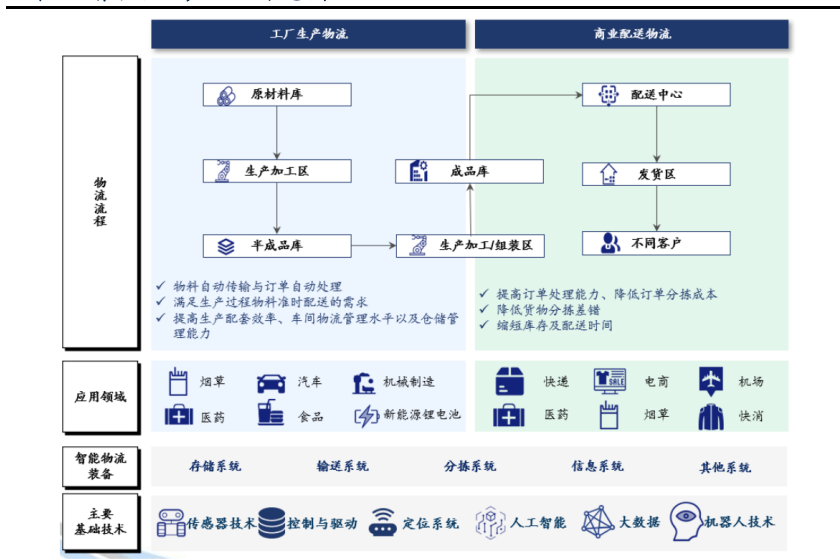 工厂生产物流
商业配送物流
物流流程
原材料库
配送中心
生产加工区
成品库
发货区
半成品库
生产加工/组装区
不同客户
✓ 物料自动传输与订单自动处理
✓ 满足生产过程物料准时配送的需求
✓ 提高生产配套效率、车间物流管理水平以及仓储管
理能力
✓ 提高订单处理能力、降低订单分拣成本
✓ 降低货物分拣差错
✓ 缩短库存及配送时间
应用领域
烟草
汽车
机械制造
快递
SALE
电商
机场
医药
食品
新能源锂电池
医药
烟草
快消
智能物流
装备
存储系统
输送系统
分拣系统
信息系统
其他系统
主要
基础技术
传感器技术
控制与驱动
定位系统
人工智能
大数据
机器人技术